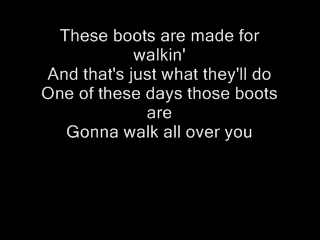 These boots are made for
walkin'
And that's just what they'll do
One of these days those boots
are
Gonna walk all over you